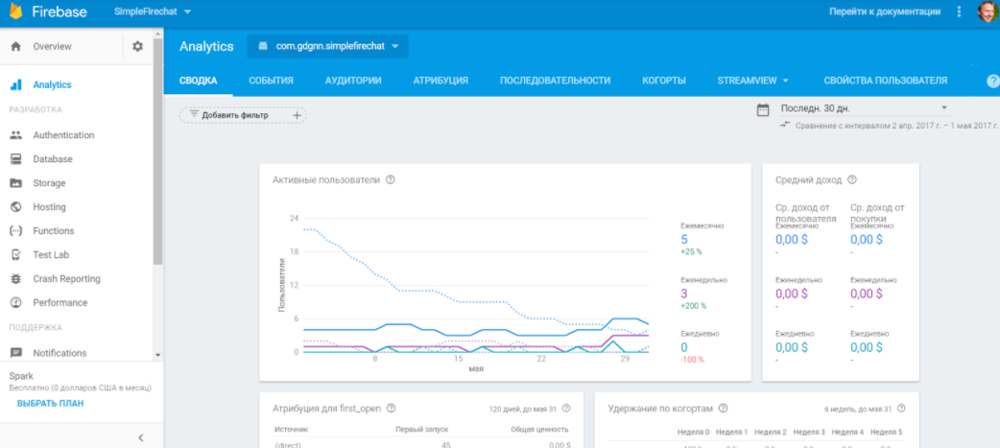 Firebase SimpleFirechat Перейти к документации
Overview
Analytics
РАЗРАБОТКА
Authentication
Database
Storage
Hosting
Functions
Test Lab
Crash Reporting
Performance
ПОДДЕРЖКА
Notifications
Spark
Бесплатно (0 долларов США в месяц)
ВЫБРАТЬ ПЛАН
Analytics com.gdgnn.simplefirechat
СВОДКА СОБЫТИЯ АУДИТОРИИ АТРИБУЦИЯ ПОСЛЕДОВАТЕЛЬНОСТИ КОГОРТЫ STREAMVIEW СВОЙСТВА ПОЛЬЗОВАТЕЛЯ
Добавить фильтр +
Последн. 30 дн.
Сравнение с интервалом 2 апр. 2017 г. – 1 мая 2017 г.
Активные пользователи
Пользователи
24
18
12
6
0
8 15 22 29
мая
Ежемесячно
5
+25 %
Еженедельно
3
+200 %
Ежедневно
0
-100 %
Средний доход
Ср. доход от пользователя
Ср. доход от покупки
Ежемесячно Ежемесячно
0,00 $ 0,00 $
- -
Еженедельно Еженедельно
0,00 $ 0,00 $
- -
Ежедневно Ежедневно
0,00 $ 0,00 $
- -
Атрибуция для first_open 120 дней, до мая 31
Источник Первый запуск Общая ценность
(direct) 45 0,00 $
Удержание по когортам 6 недель, до мая 31
Неделя 0 Неделя 1 Неделя 2 Неделя 3 Неделя 4 Неделя 5